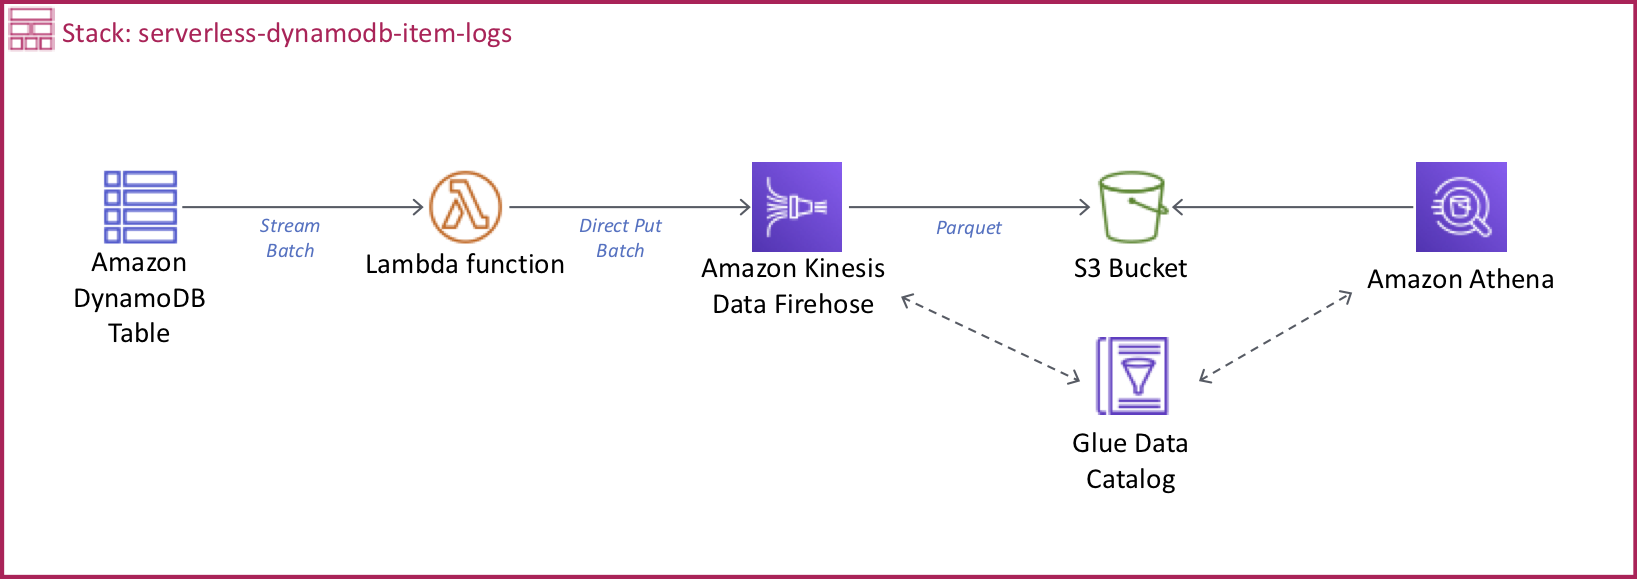 Stack: serverless-dynamodb-item-logs
Stream
Batch
Direct Put
Batch
Parquet
Amazon
DynamoDB
Table
Lambda function
Amazon Kinesis
Data Firehose
S3 Bucket
Amazon Athena
Glue Data
Catalog